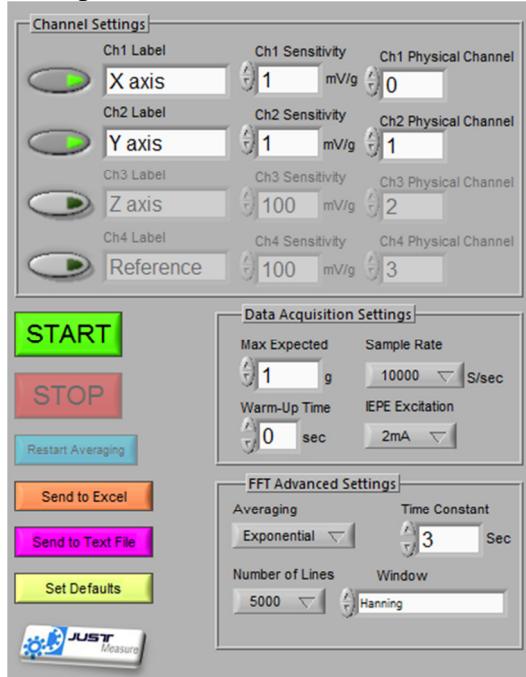 Channel Settings
Ch1 Label Ch1 Sensitivity Ch1 Physical Channel
X axis 1 mV/g 0
Ch2 Label Ch2 Sensitivity Ch2 Physical Channel
Y axis 1 mV/g 1
Ch3 Label Ch3 Sensitivity Ch3 Physical Channel
Z axis 100 mV/g 2
Ch4 Label Ch4 Sensitivity Ch4 Physical Channel
Reference 100 mV/g 3
START
STOP
Restart Averaging
Send to Excel
Send to Text File
Set Defaults
JUST
Measure
Data Acquisition Settings
Max Expected Sample Rate
1 g 10000 S/sec
Warm-Up Time IEPE Excitation
0 sec 2mA
FFT Advanced Settings
Averaging Time Constant
Exponential 3 Sec
Number of Lines Window
5000 Hanning